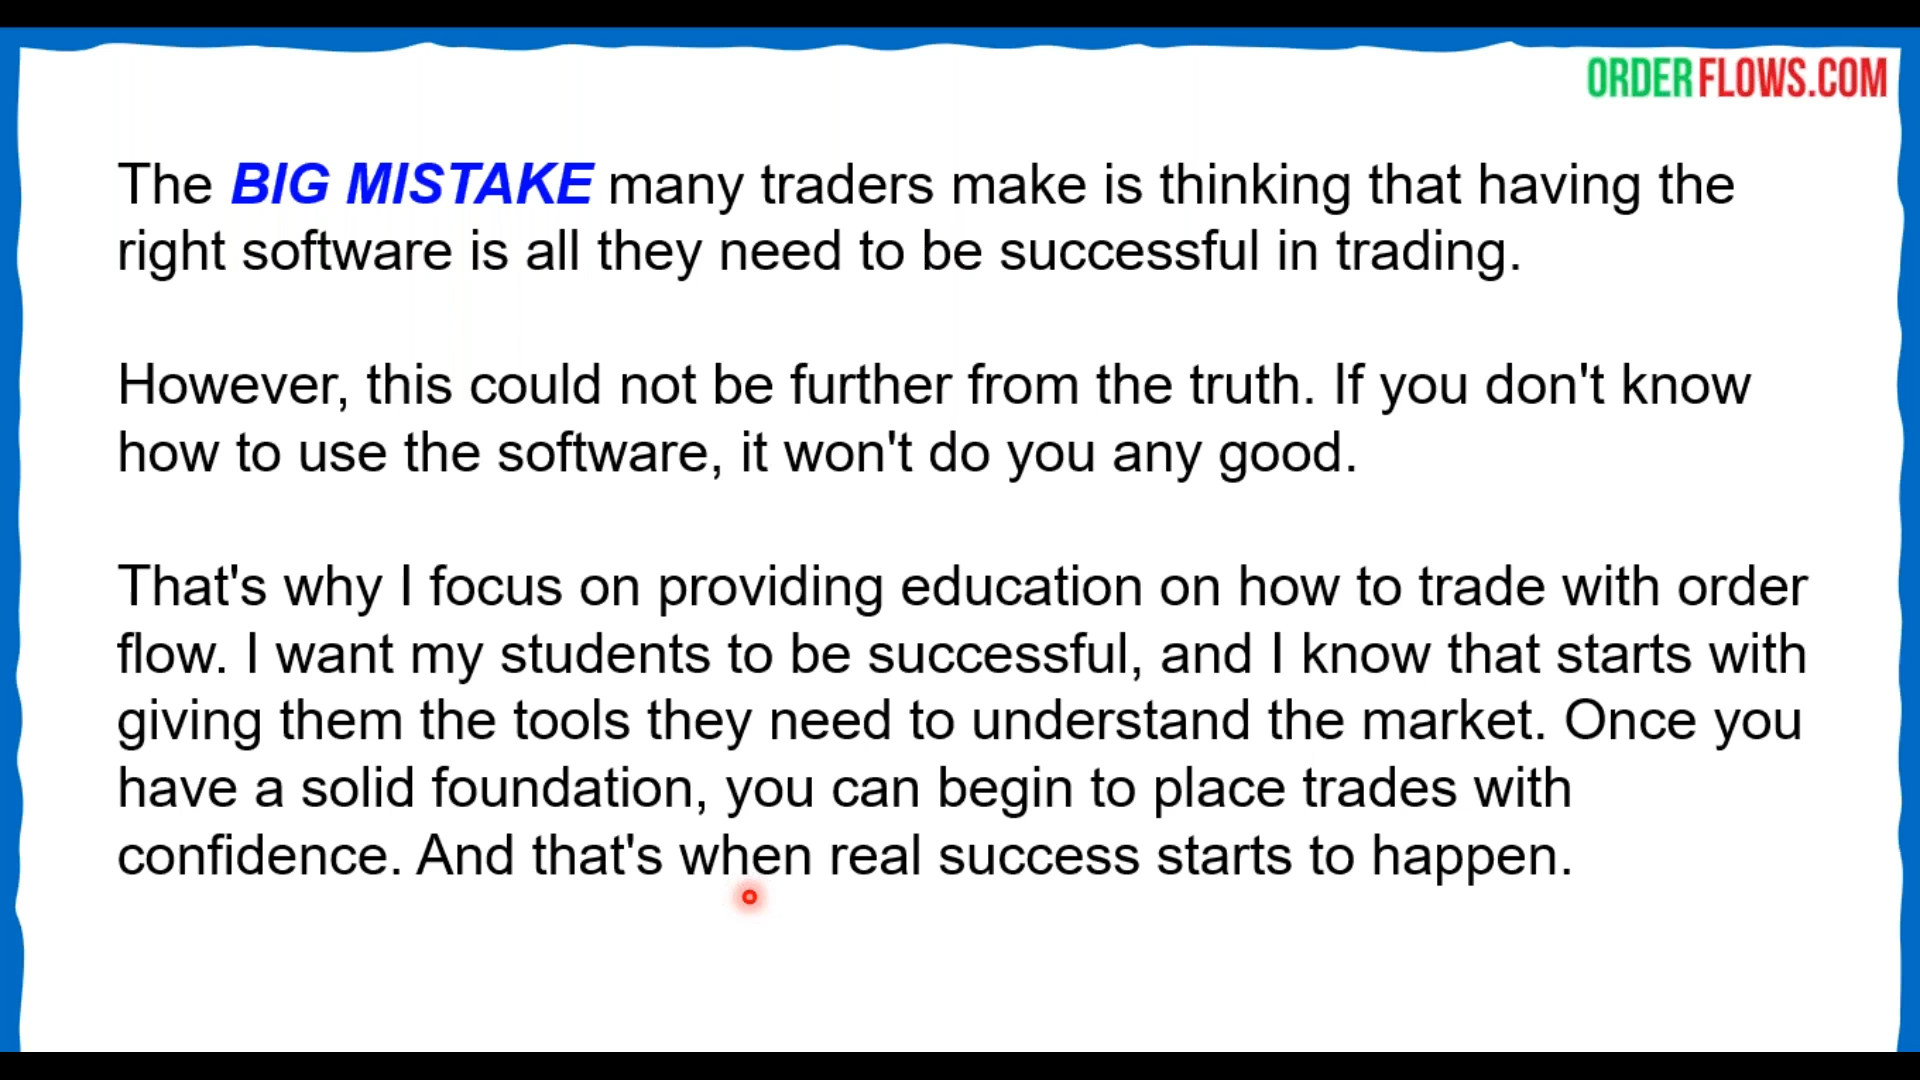 ORDERFLOWS.COM
The BIG MISTAKE many traders make is thinking that having the
right software is all they need to be successful in trading.
However, this could not be further from the truth. If you don't know
how to use the software, it won't do you any good.
That's why I focus on providing education on how to trade with order
flow. I want my students to be successful, and I know that starts with
giving them the tools they need to understand the market. Once you
have a solid foundation, you can begin to place trades with
confidence. And that's when real success starts to happen.